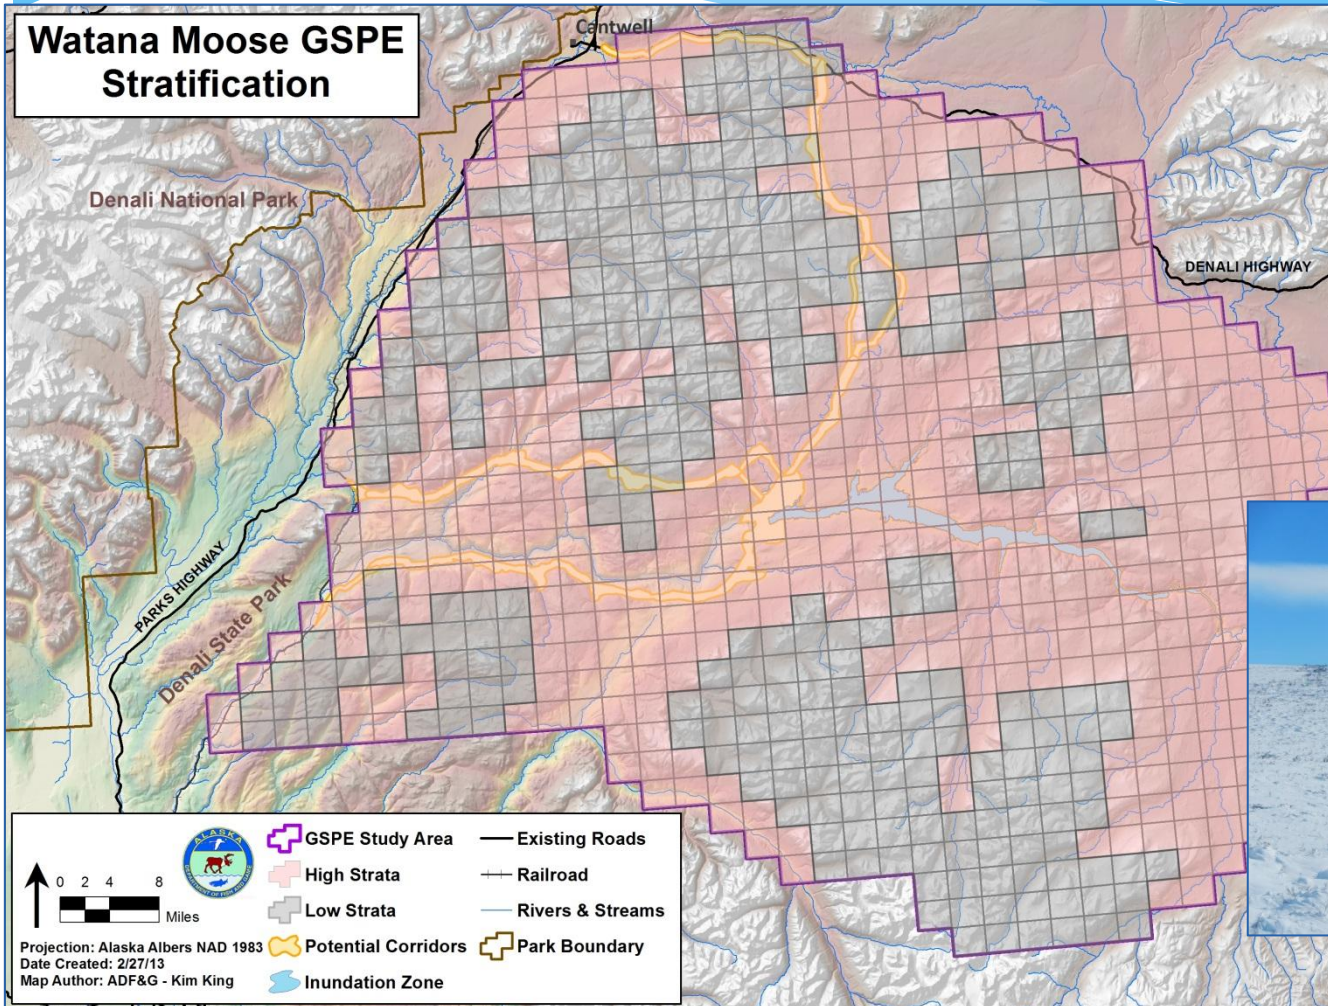 Watana Moose GSPE
Stratification
Cantwell
Denali National Park
DENALI HIGHWAY
PARKS HIGHWAY
Denali State Park
GSPE Study Area
High Strata
Low Strata
Potential Corridors
Inundation Zone
Existing Roads
Railroad
Rivers & Streams
Park Boundary
ALASKA
0 2 4 8
Miles
Projection: Alaska Albers NAD 1983
Date Created: 2/27/13
Map Author: ADF&G - Kim King